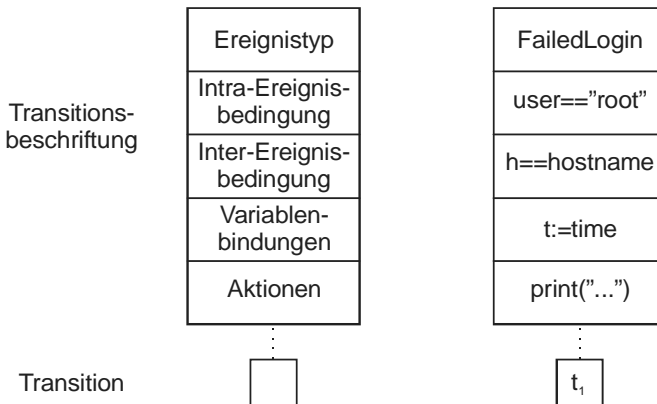 Transitions-
beschriftung
Ereignistyp
Intra-Ereignis-
bedingung
Inter-Ereignis-
bedingung
Variablen-
bindungen
Aktionen
FailedLogin
user==”root”
h==hostname
t:=time
print("...”)
Transition
t₁